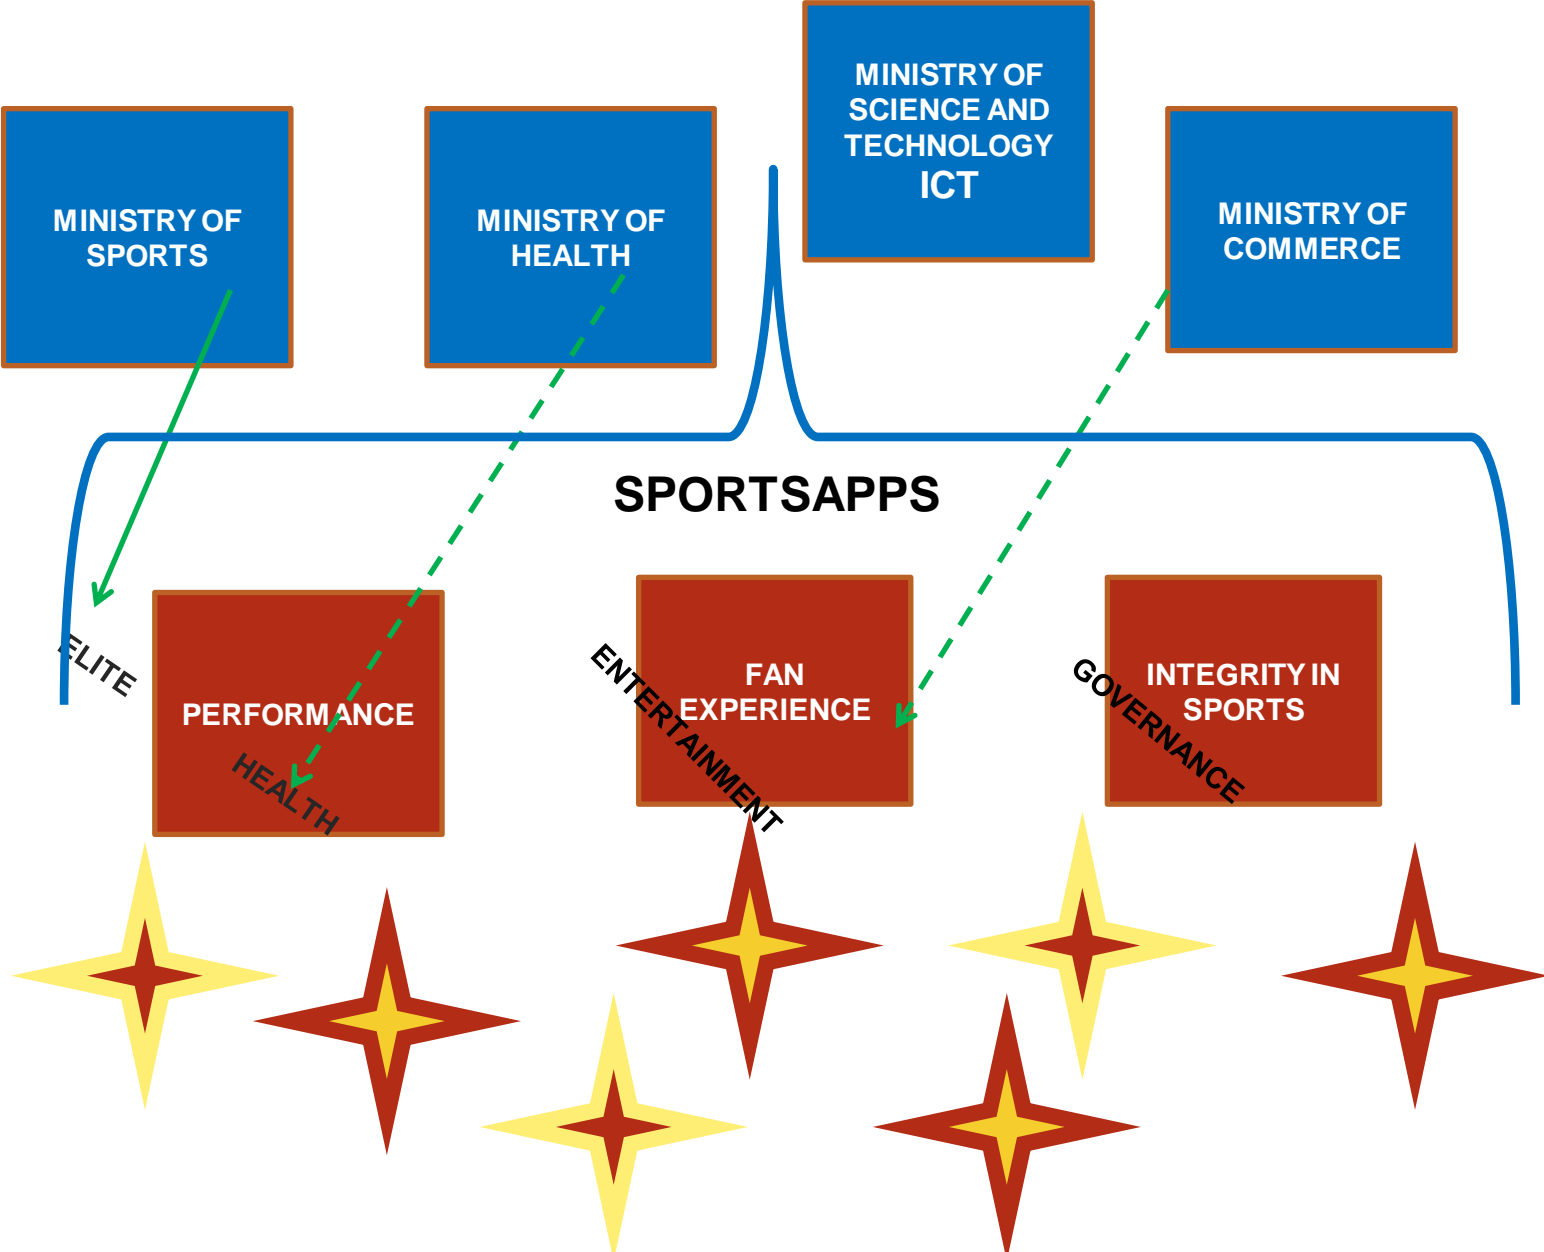 MINISTRY OF
SCIENCE AND
TECHNOLOGY
ICT
MINISTRY OF
SPORTS
MINISTRY OF
HEALTH
MINISTRY OF
COMMERCE
SPORTSAPPS
ELITE
PERFORMANCE
HEALTH
FAN
EXPERIENCE
ENTERTAINMENT
INTEGRITY IN
SPORTS
GOVERNANCE